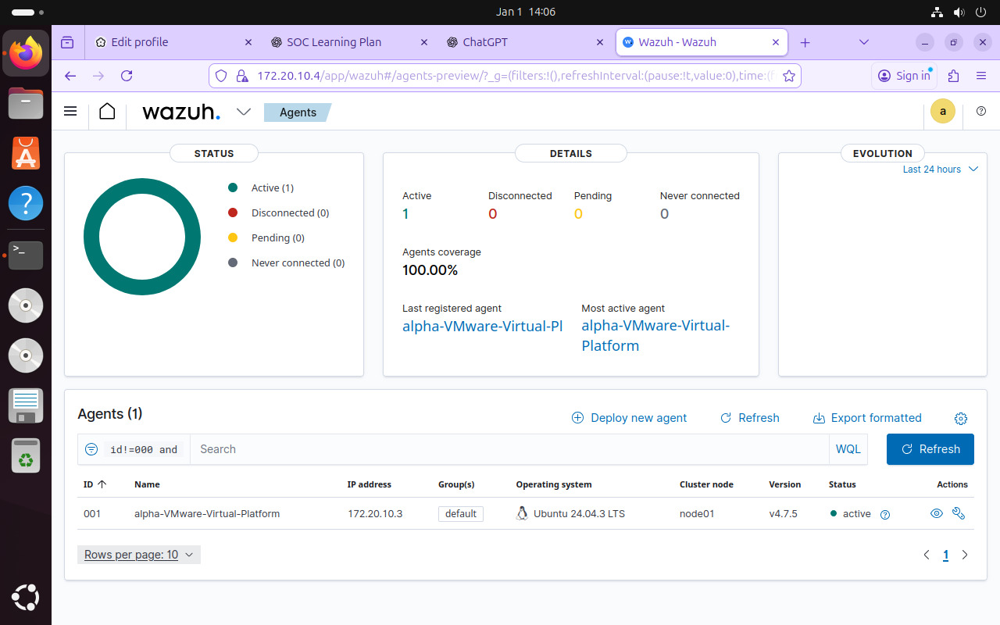 Jan 1 14:06
Edit profile
SOC Learning Plan
ChatGPT
W Wazuh - Wazuh
172.20.10.4/app/wazuh#/agents-preview/?_g=(filters:!(),refreshInterval:(pause:!t,value:0),time:(f
Sign in
wazuh.
Agents
a
STATUS
Active (1)
Disconnected (0)
Pending (0)
Never connected (0)
DETAILS
Active
Disconnected
Pending
Never connected
1
0
0
0
Agents coverage
100.00%
Last registered agent
Most active agent
alpha-VMware-Virtual-Pl
alpha-VMware-Virtual-
Platform
EVOLUTION
Last 24 hours
Agents (1)
Deploy new agent
Refresh
Export formatted
id!=000 and
Search
WQL
Refresh
ID Name IP address Group(s) Operating system Cluster node Version Status Actions
001 alpha-VMware-Virtual-Platform 172.20.10.3 default Ubuntu 24.04.3 LTS node01 v4.7.5 active
Rows per page: 10
1